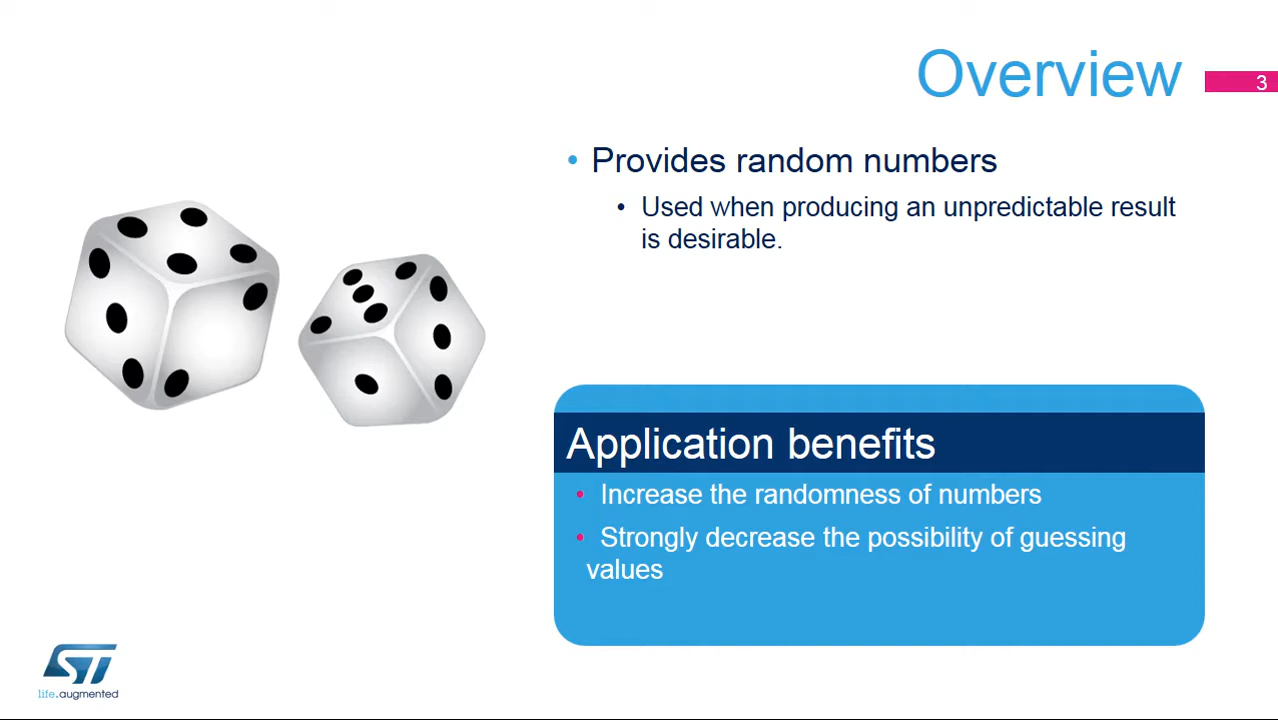 Overview
3
• Provides random numbers
• Used when producing an unpredictable result
is desirable.
Application benefits
• Increase the randomness of numbers
• Strongly decrease the possibility of guessing
values
ST
life.augmented